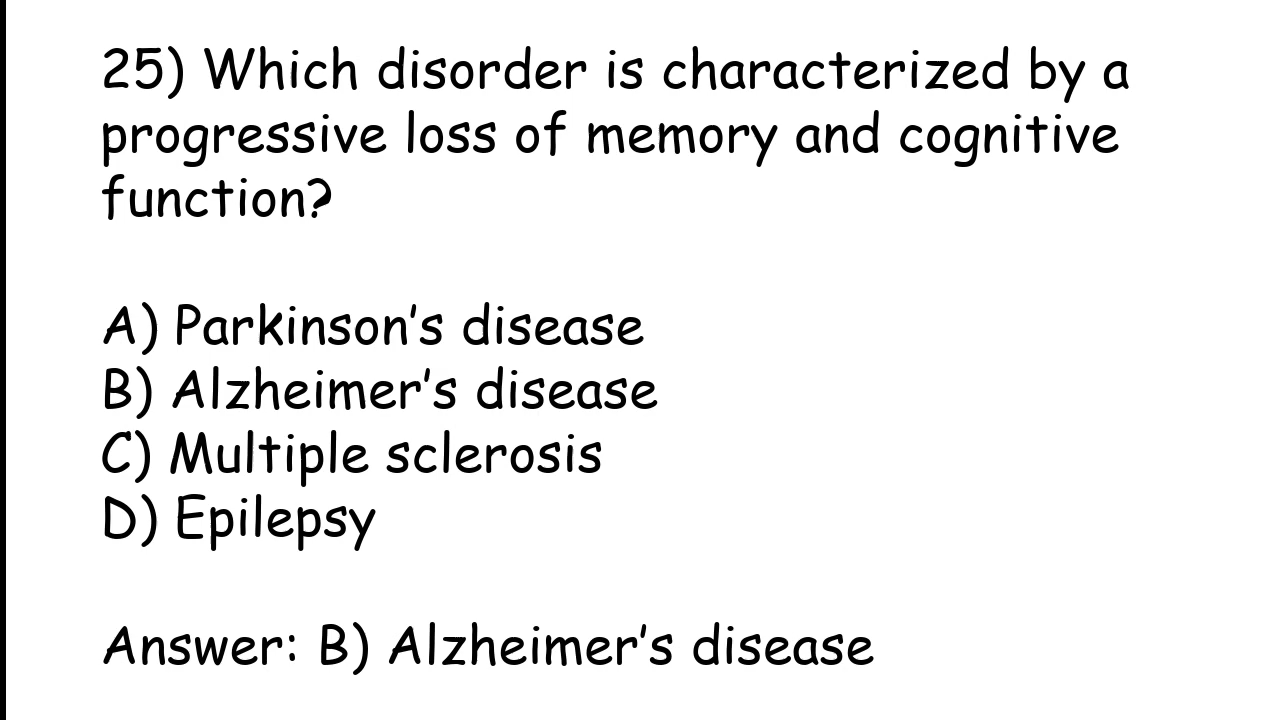 25) Which disorder is characterized by a
progressive loss of memory and cognitive
function?
A) Parkinson’s disease
B) Alzheimer’s disease
C) Multiple sclerosis
D) Epilepsy
Answer: B) Alzheimer’s disease